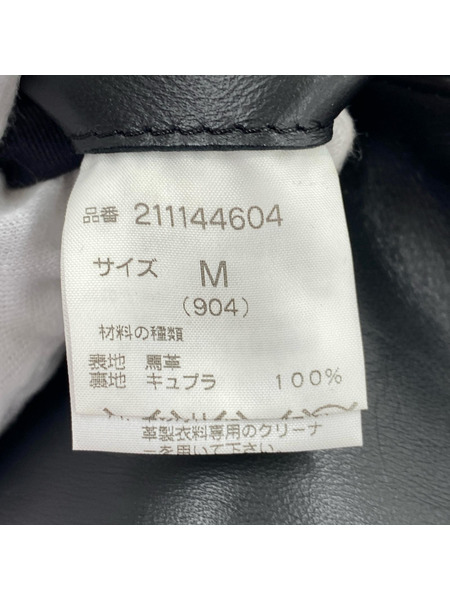 品番 211144604
サイズ M
(904)
材料の種類
表地 馬革
裏地 キュプラ 100%
革製衣料専用のクリーナ
ーを用いて下さい。